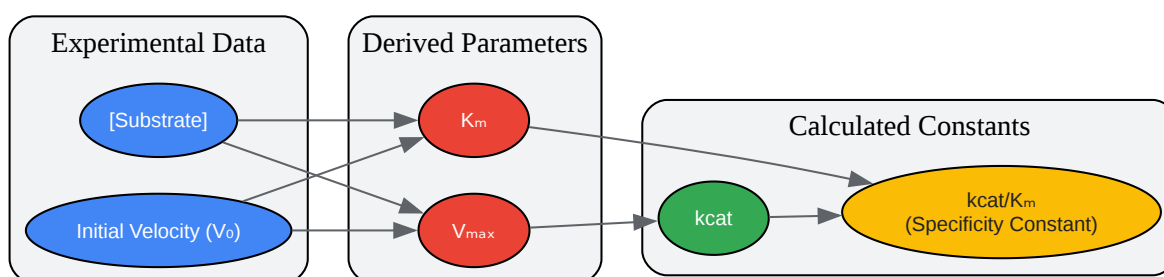 Experimental Data
[Substrate]
Initial Velocity (V₀)
Derived Parameters
Kₘ
Vₘₐₓ
Calculated Constants
kcat
kcat/Kₘ
(Specificity Constant)